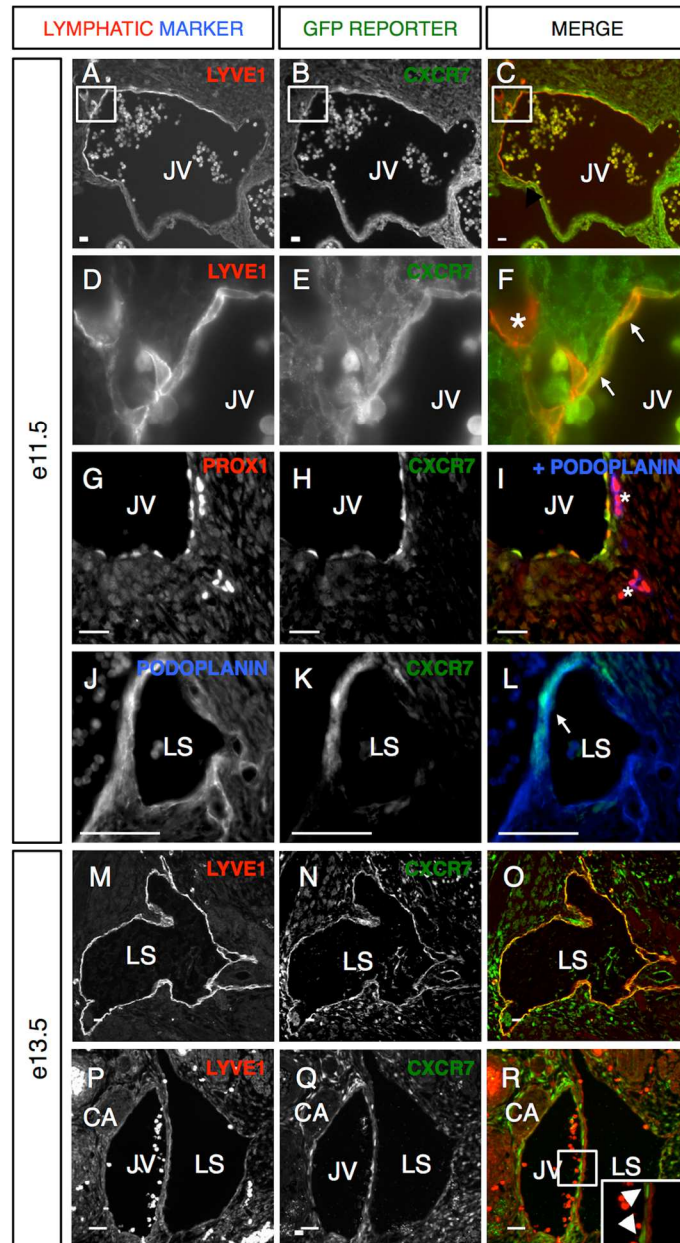 LYMPHATIC MARKER
GFP REPORTER
MERGE
e11.5
A LYVE1
JV
B CXCR7
JV
C
JV
D LYVE1
JV
E CXCR7
JV
F
*
JV
G PROX1
JV
H CXCR7
JV
I + PODOPLANIN
JV
*
*
J PODOPLANIN
LS
K CXCR7
LS
L
LS
e13.5
M LYVE1
LS
N CXCR7
LS
O
LS
P LYVE1
CA
JV LS
Q CXCR7
JV LS
R
CA
JV LS